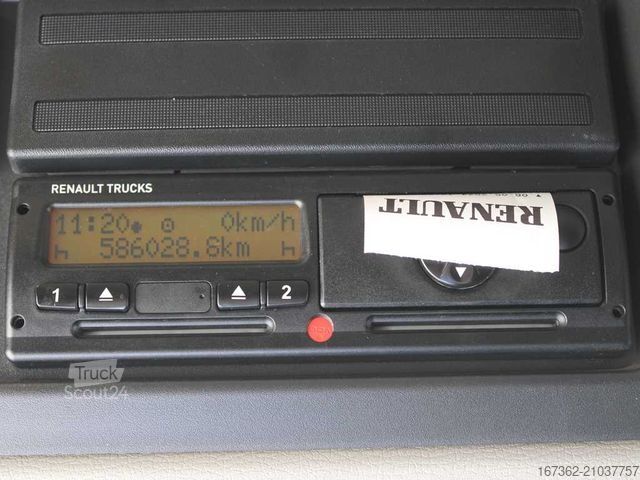 RENAULT TRUCKS
11:20 0km/h
586028.6km
1
2
RENAULT
Truck
Scout24
167362-21037757